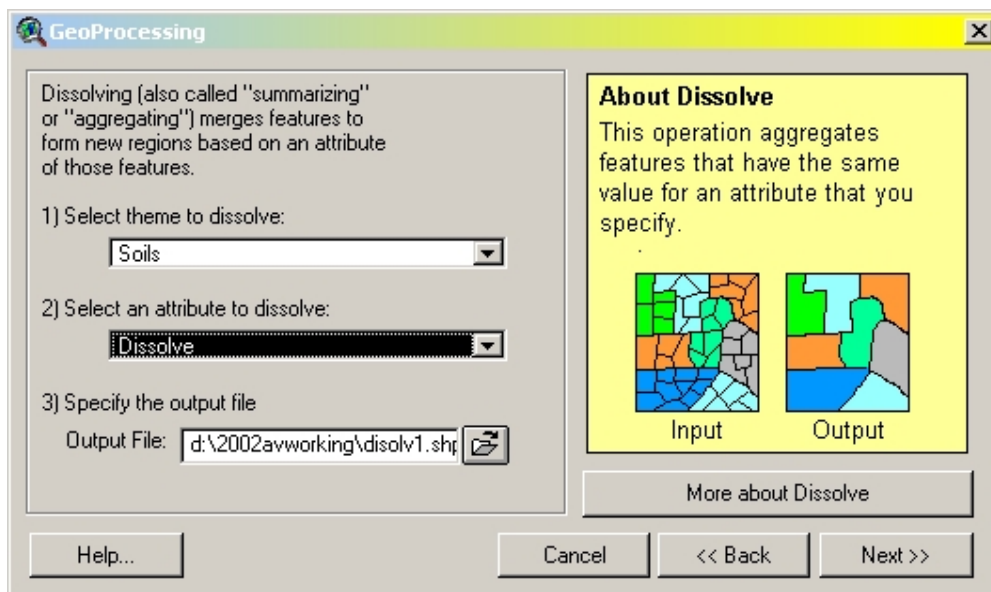 GeoProcessing
Dissolving (also called "summarizing"
or "aggregating") merges features to
form new regions based on an attribute
of those features.
1) Select theme to dissolve:
Soils
2) Select an attribute to dissolve:
Dissolve
3) Specify the output file
Output File: d:\2002avworking\disolv1.shp
About Dissolve
This operation aggregates
features that have the same
value for an attribute that you
specify.
Input Output
More about Dissolve
Help... Cancel << Back Next >>